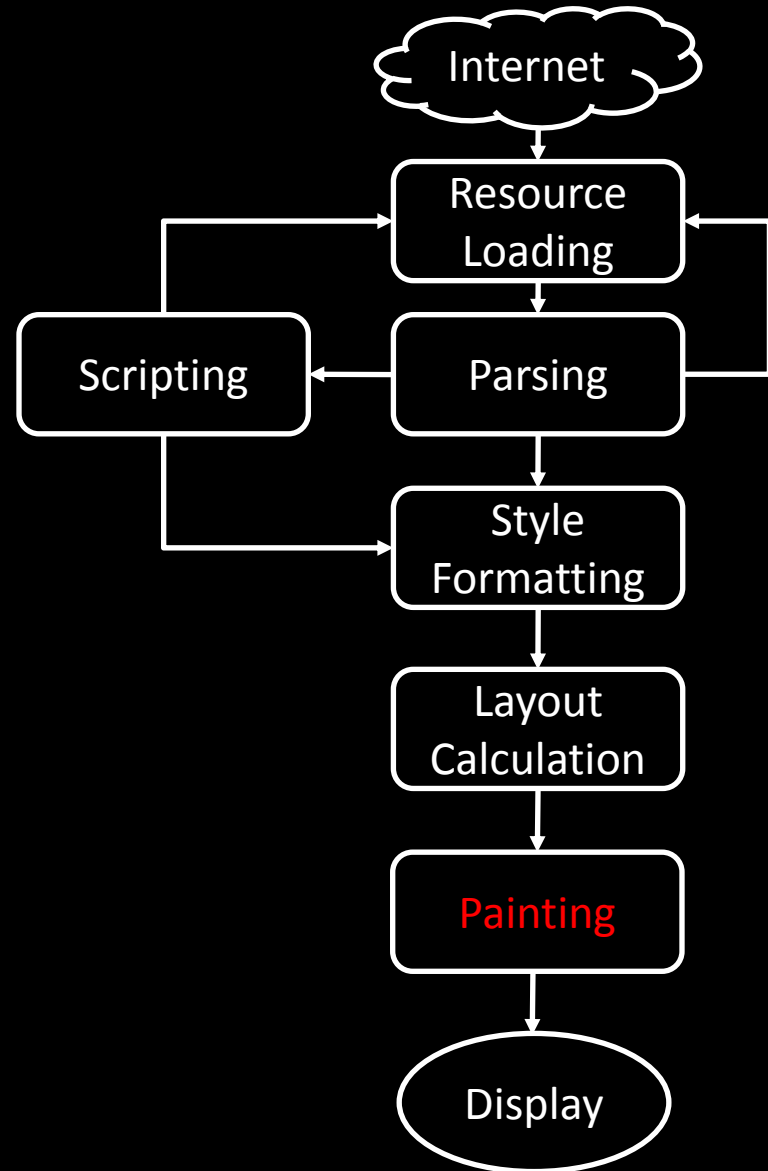 Internet
Resource
Loading
Scripting
Parsing
Style
Formatting
Layout
Calculation
Painting
Display